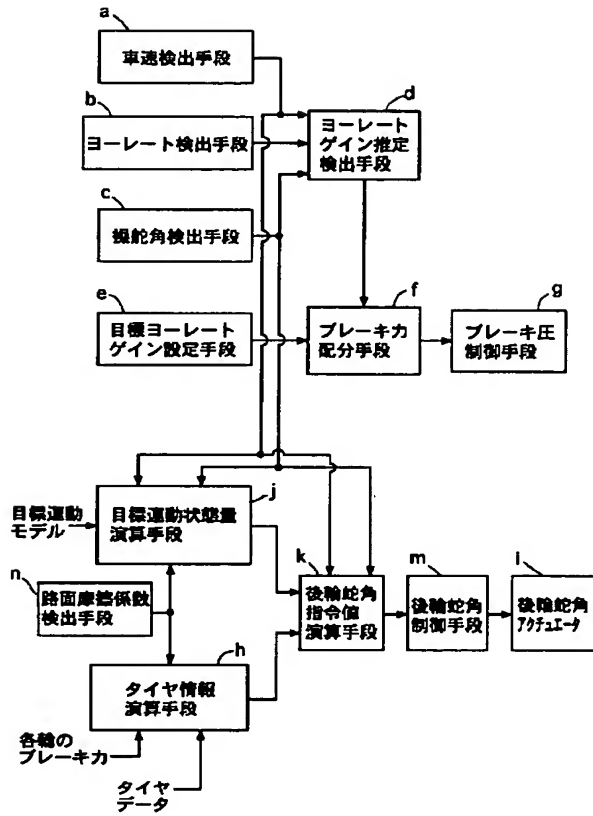 a
車速検出手段
b
ヨーレート検出手段
c
操舵角検出手段
d
ヨーレート
ゲイン推定
検出手段
e
目標ヨーレート
ゲイン設定手段
f
ブレーキ力
配分手段
g
ブレーキ圧
制御手段
目標運動
モデル
j
目標運動状態量
演算手段
n
路面摩擦係数
検出手段
k
後輪蛇角
指令値
演算手段
m
後輪蛇角
制御手段
i
後輪蛇角
アクチュエータ
h
タイヤ情報
演算手段
各輪の
ブレーキ力
タイヤ
データ